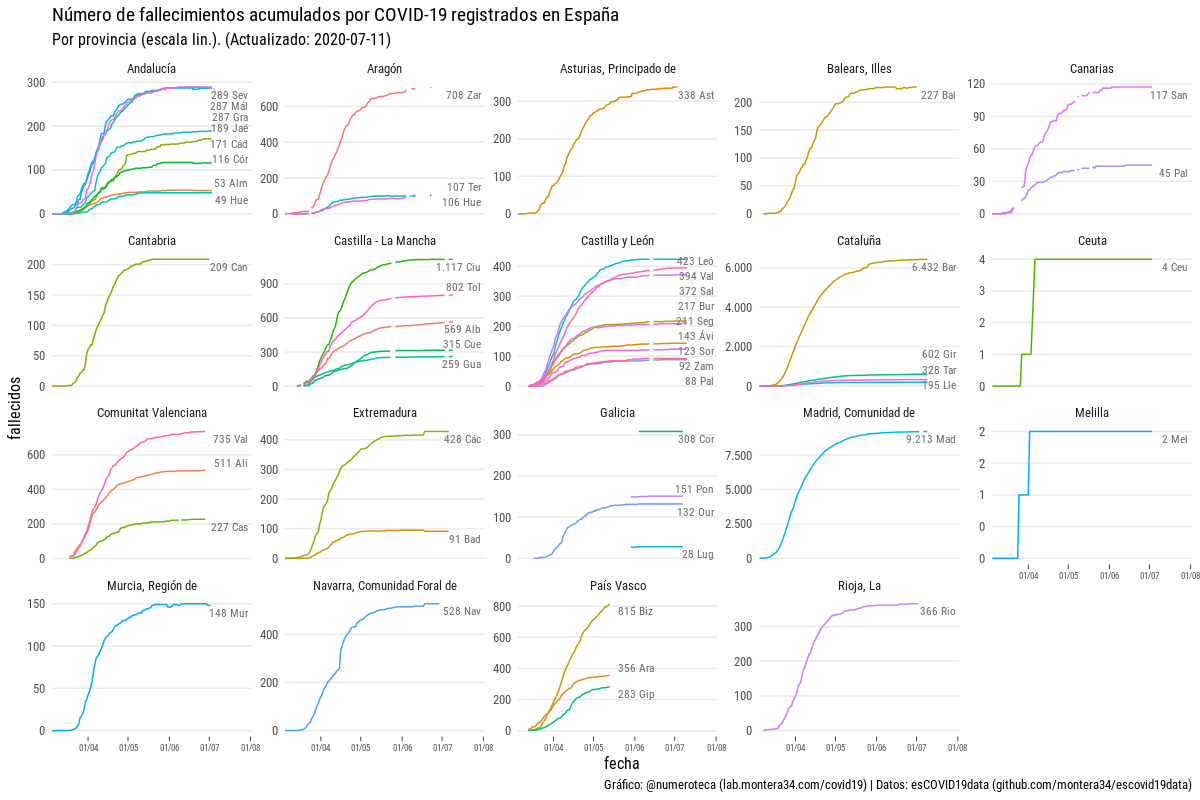 Número de fallecimientos acumulados por COVID-19 registrados en España
Por provincia (escala lin.). (Actualizado: 2020-07-11)
fallecidos
Andalucía
300
200
100
0
289 Sev
287 Mál
287 Gra
189 Jaé
171 Cád
116 Cór
53 Alm
49 Hue
Aragón
600
400
200
0
708 Zar
107 Ter
106 Hue
Asturias, Principado de
300
200
100
0
338 Ast
Balears, Illes
200
150
100
50
0
227 Bal
Canarias
120
90
60
30
0
117 San
45 Pal
Cantabria
200
150
100
50
0
209 Can
Castilla - La Mancha
900
600
300
0
1.117 Ciu
802 Tol
569 Alb
315 Cue
259 Gua
Castilla y León
400
300
200
100
0
423 Leó
394 Val
372 Sal
217 Bur
211 Seg
143 Ávi
123 Sor
92 Zam
88 Pal
Cataluña
6.000
4.000
2.000
0
6.432 Bar
602 Gir
328 Tar
195 Lle
Ceuta
4
3
2
1
0
4 Ceu
Comunitat Valenciana
600
400
200
0
735 Val
511 Ali
227 Cas
Extremadura
400
300
200
100
0
428 Các
91 Bad
Galicia
300
200
100
0
308 Cor
151 Pon
132 Our
28 Lug
Madrid, Comunidad de
7.500
5.000
2.500
0
9.213 Mad
Melilla
2
2
1
0
0
2 Mel
01/04 01/05 01/06 01/07 01/08
Murcia, Región de
150
100
50
0
148 Mur
01/04 01/05 01/06 01/07 01/08
Navarra, Comunidad Foral de
400
200
0
528 Nav
01/04 01/05 01/06 01/07 01/08
País Vasco
800
600
400
200
0
815 Biz
356 Ara
283 Gip
01/04 01/05 01/06 01/07 01/08
Rioja, La
300
200
100
0
366 Rio
01/04 01/05 01/06 01/07 01/08
fecha
Gráfico: @numeroteca (lab.montera34.com/covid19) | Datos: esCOVID19data (github.com/montera34/escovid19data)